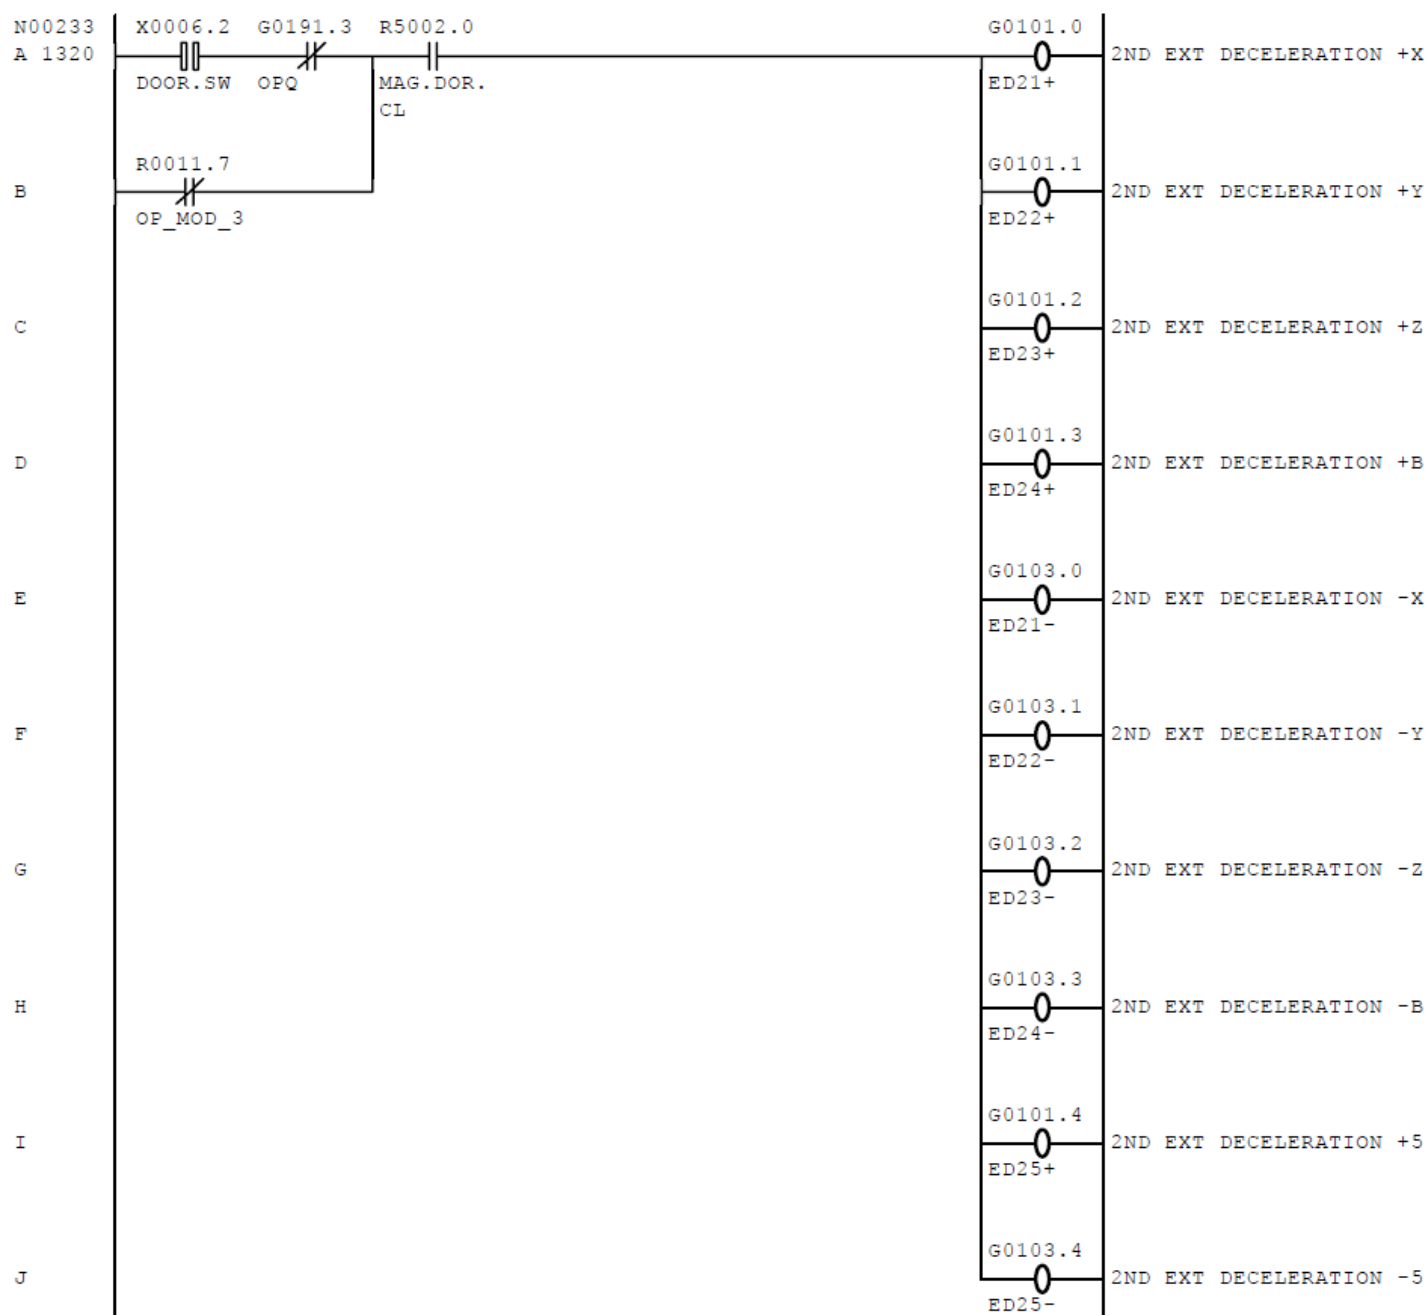 N00233 X0006.2 G0191.3 R5002.0 G0101.0
A 1320 2ND EXT DECELERATION +X
DOOR.SW OPQ MAG.DOR. ED21+
CL
R0011.7 G0101.1
B 2ND EXT DECELERATION +Y
OP_MOD_3 ED22+
G0101.2
C 2ND EXT DECELERATION +Z
ED23+
G0101.3
D 2ND EXT DECELERATION +B
ED24+
G0103.0
E 2ND EXT DECELERATION -X
ED21-
G0103.1
F 2ND EXT DECELERATION -Y
ED22-
G0103.2
G 2ND EXT DECELERATION -Z
ED23-
G0103.3
H 2ND EXT DECELERATION -B
ED24-
G0101.4
I 2ND EXT DECELERATION +5
ED25+
G0103.4
J 2ND EXT DECELERATION -5
ED25-